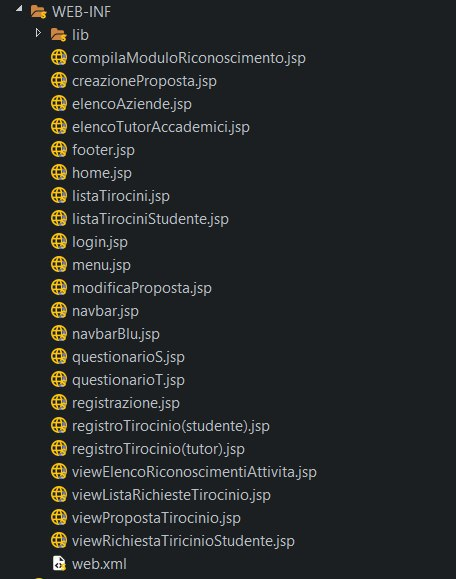 WEB-INF
lib
compilaModuloRiconoscimento.jsp
creazioneProposta.jsp
elencoAziende.jsp
elencoTutorAccademici.jsp
footer.jsp
home.jsp
listaTirocini.jsp
listaTirociniStudente.jsp
login.jsp
menu.jsp
modificaProposta.jsp
navbar.jsp
navbarBlu.jsp
questionarioS.jsp
questionarioT.jsp
registrazione.jsp
registroTirocinio(studente).jsp
registroTirocinio(tutor).jsp
viewElencoRiconoscimentiAttivita.jsp
viewListaRichiesteTirocinio.jsp
viewPropostaTirocinio.jsp
viewRichiestaTiricinioStudente.jsp
web.xml